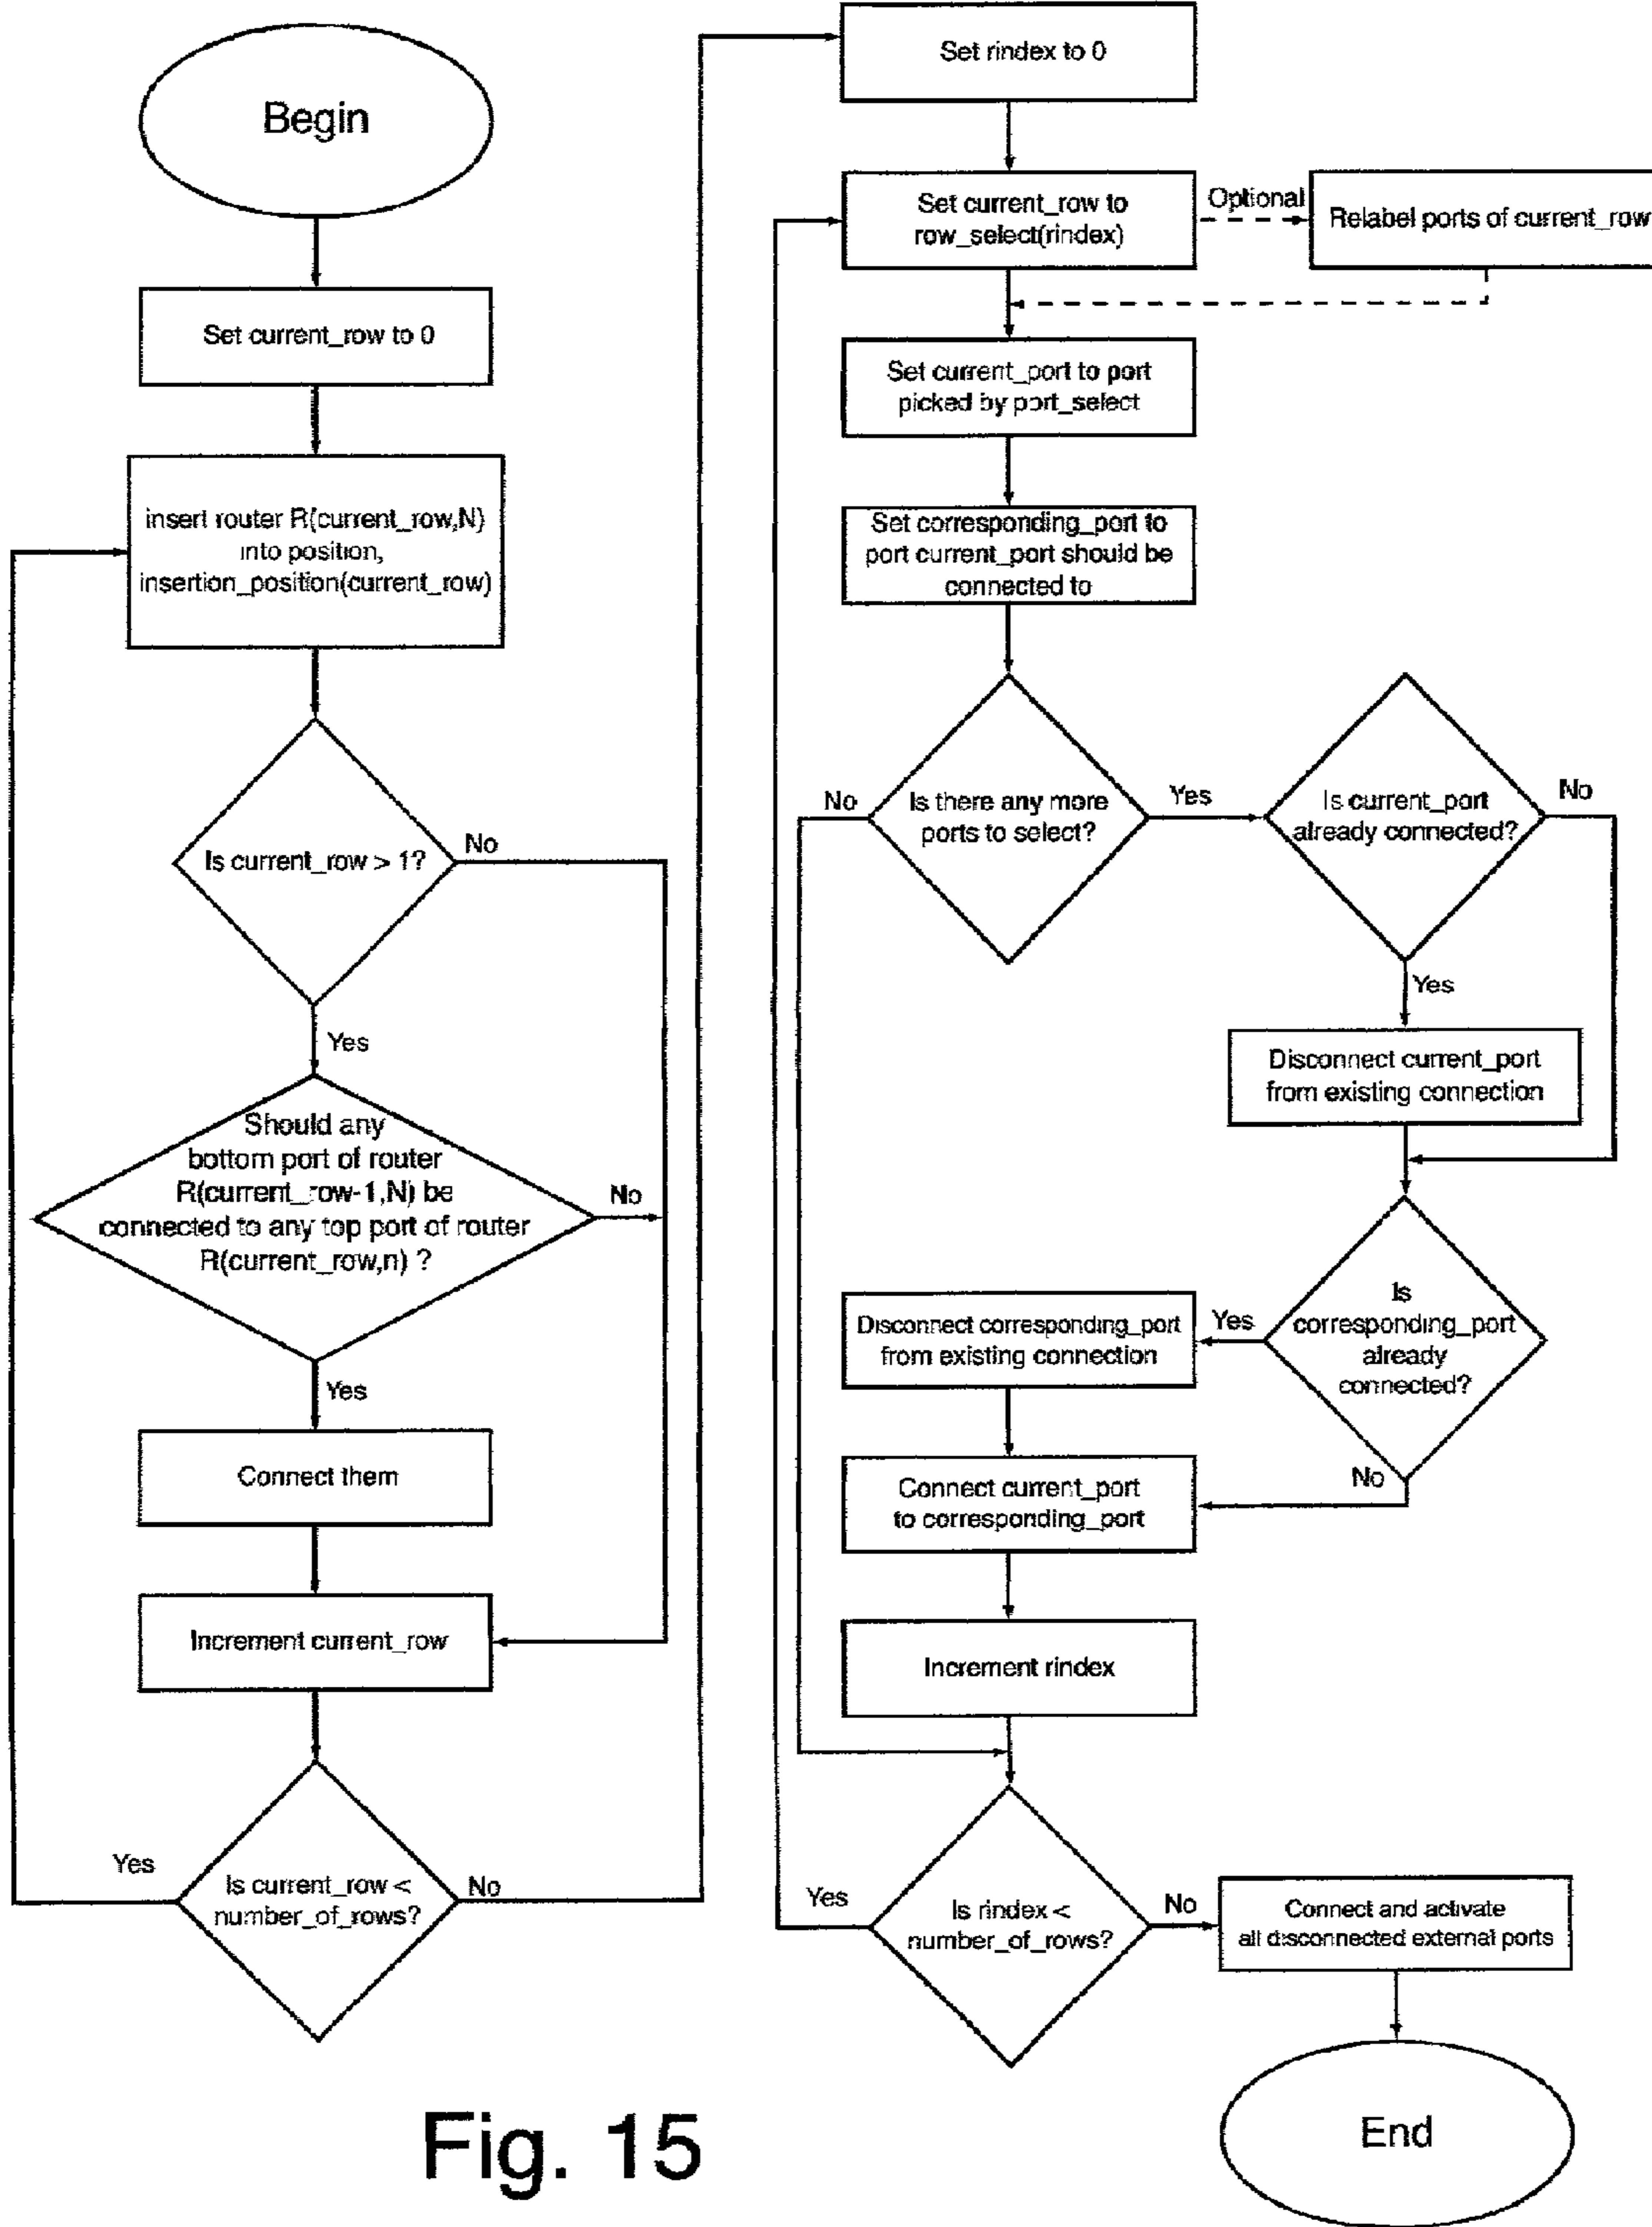 Begin
Set current_row to 0
insert router R(current_row,N)
into position,
insertion_position(current_row)
Is current_row > 1?
No
Yes
Should any
bottom port of router
R(current_row-1,N) be
connected to any top port of router
R(current_row,n) ?
No
Yes
Connect them
Increment current_row
Is current_row <
number_of_rows?
Yes
No
Set rindex to 0
Set current_row to
row_select(rindex)
Optional
Relabel ports of current_row
Set current_port to port
picked by port_select
Set corresponding_port to
port current_port should be
connected to
Is there any more
ports to select?
No
Yes
Is current_port
already connected?
No
Yes
Disconnect current_port
from existing connection
Is
corresponding_port
already
connected?
Yes
No
Disconnect corresponding_port
from existing connection
Connect current_port
to corresponding_port
Increment rindex
Is rindex <
number_of_rows?
Yes
No
Connect and activate
all disconnected external ports
End
Fig. 15